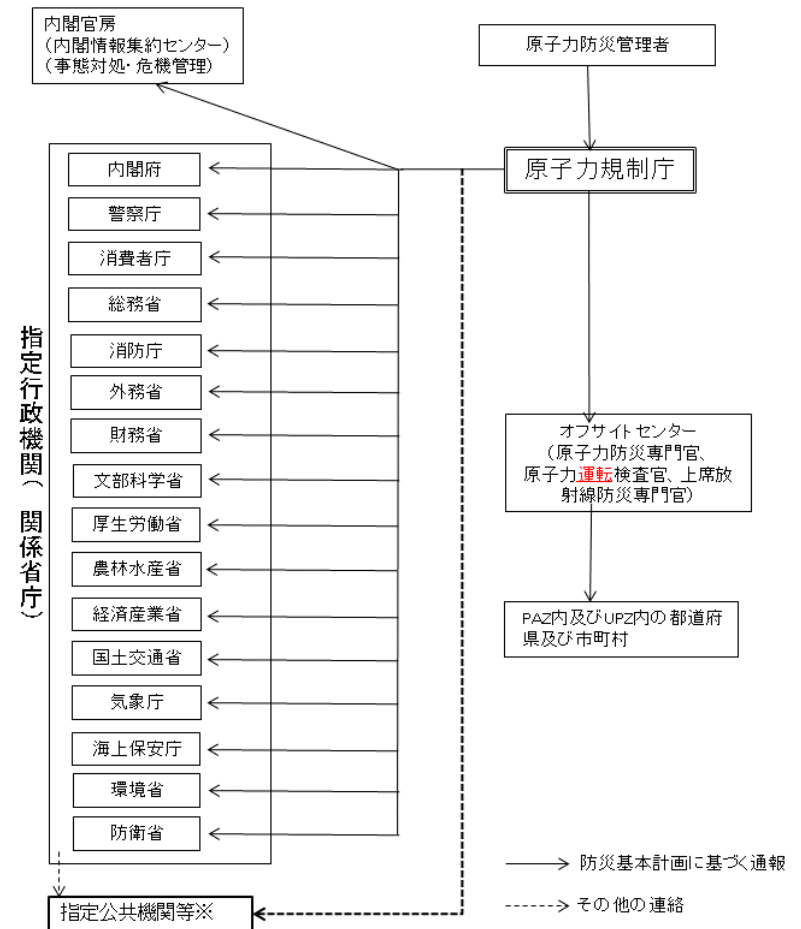 内閣官房
(内閣情報集約センター)
(事態対処・危機管理)
原子力防災管理者
原子力規制庁
指定行政機関(関係省庁)
内閣府
警察庁
消費者庁
総務省
消防庁
外務省
財務省
文部科学省
厚生労働省
農林水産省
経済産業省
国土交通省
気象庁
海上保安庁
環境省
防衛省
オフサイトセンター
(原子力防災専門官、
原子力運転検査官、上席放
射線防災専門官)
PAZ内及びUPZ内の都道府
県及び市町村
指定公共機関等※
防災基本計画に基づく通報
その他の連絡